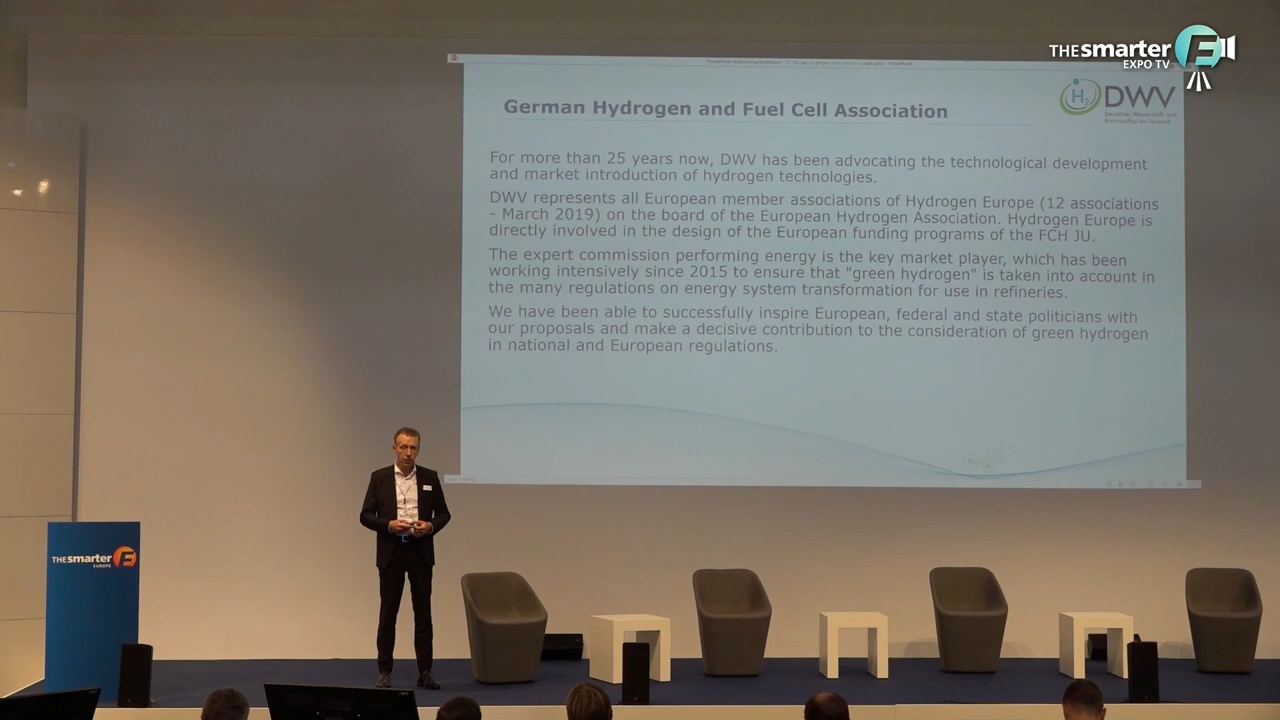 THE smarter E
EXPO TV
German Hydrogen and Fuel Cell Association
H2 DWV
Deutscher Wasserstoff- und
Brennstoffzellen-Verband
For more than 25 years now, DWV has been advocating the technological development
and market introduction of hydrogen technologies.
DWV represents all European member associations of Hydrogen Europe (12 associations
- March 2019) on the board of the European Hydrogen Association. Hydrogen Europe is
directly involved in the design of the European funding programs of the FCH JU.
The expert commission performing energy is the key market player, which has been
working intensively since 2015 to ensure that "green hydrogen" is taken into account in
the many regulations on energy system transformation for use in refineries.
We have been able to successfully inspire European, federal and state politicians with
our proposals and make a decisive contribution to the consideration of green hydrogen
in national and European regulations.
THE smarter E
EUROPE